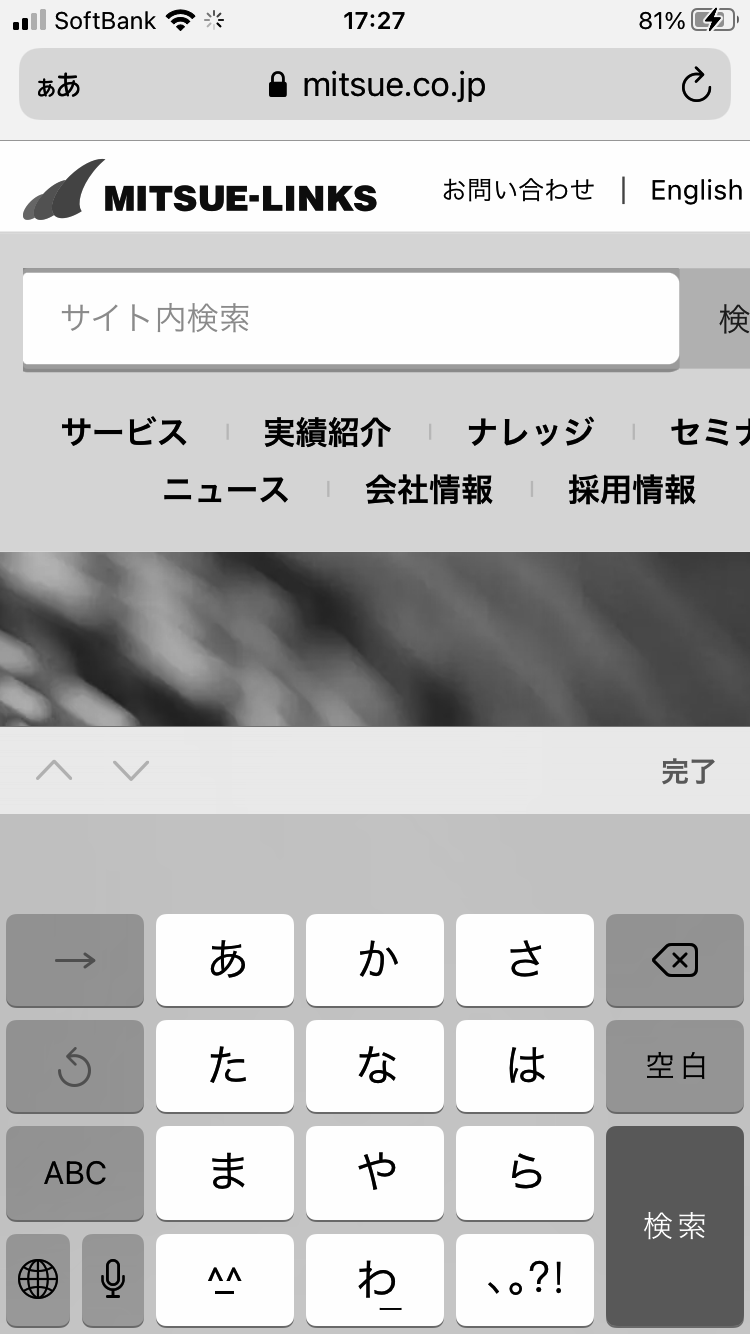 SoftBank 17:27 81%
ぁあ mitsue.co.jp
MITSUE-LINKS お問い合わせ | English
サイト内検索 検
サービス 実績紹介 ナレッジ セミナ
ニュース 会社情報 採用情報
完了
→ あ か さ
た な は 空白
ABC ま や ら
検索
^_^ わ_ 、。?!